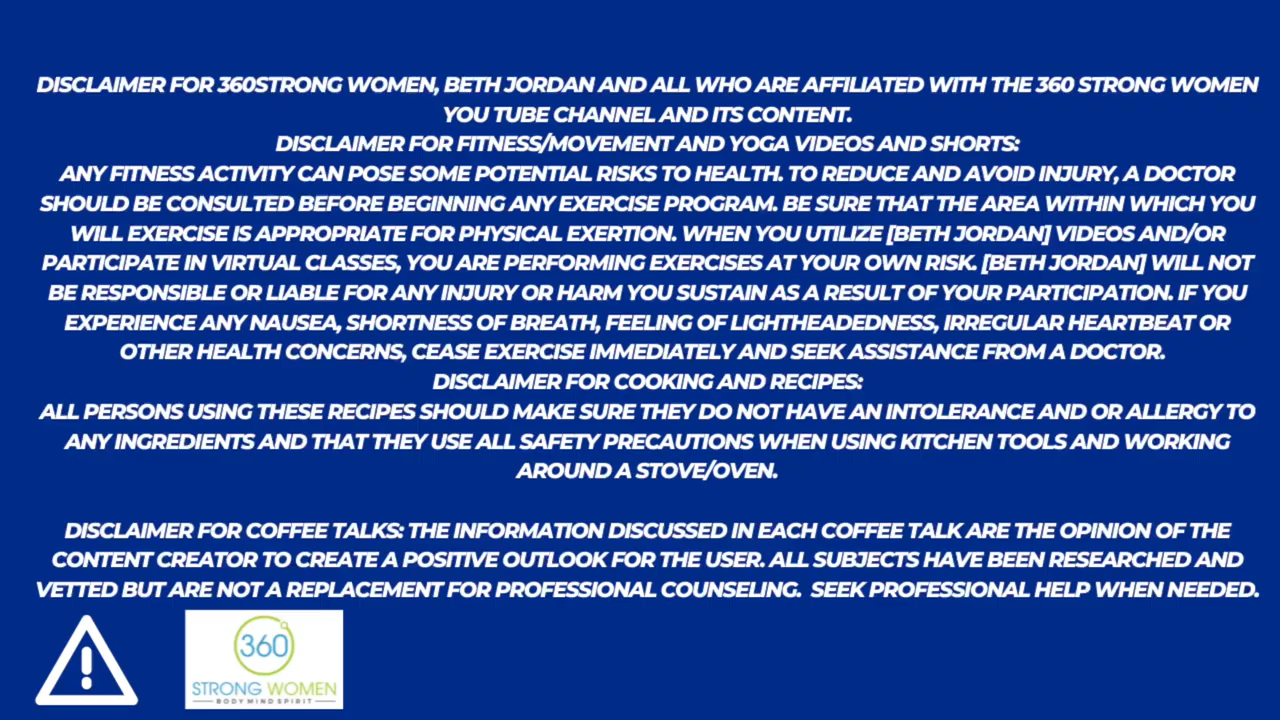 DISCLAIMER FOR 360STRONG WOMEN, BETH JORDAN AND ALL WHO ARE AFFILIATED WITH THE 360 STRONG WOMEN
YOU TUBE CHANNEL AND ITS CONTENT.
DISCLAIMER FOR FITNESS/MOVEMENT AND YOGA VIDEOS AND SHORTS:
ANY FITNESS ACTIVITY CAN POSE SOME POTENTIAL RISKS TO HEALTH. TO REDUCE AND AVOID INJURY, A DOCTOR
SHOULD BE CONSULTED BEFORE BEGINNING ANY EXERCISE PROGRAM. BE SURE THAT THE AREA WITHIN WHICH YOU
WILL EXERCISE IS APPROPRIATE FOR PHYSICAL EXERTION. WHEN YOU UTILIZE [BETH JORDAN] VIDEOS AND/OR
PARTICIPATE IN VIRTUAL CLASSES, YOU ARE PERFORMING EXERCISES AT YOUR OWN RISK. [BETH JORDAN] WILL NOT
BE RESPONSIBLE OR LIABLE FOR ANY INJURY OR HARM YOU SUSTAIN AS A RESULT OF YOUR PARTICIPATION. IF YOU
EXPERIENCE ANY NAUSEA, SHORTNESS OF BREATH, FEELING OF LIGHTHEADEDNESS, IRREGULAR HEARTBEAT OR
OTHER HEALTH CONCERNS, CEASE EXERCISE IMMEDIATELY AND SEEK ASSISTANCE FROM A DOCTOR.
DISCLAIMER FOR COOKING AND RECIPES:
ALL PERSONS USING THESE RECIPES SHOULD MAKE SURE THEY DO NOT HAVE AN INTOLERANCE AND OR ALLERGY TO
ANY INGREDIENTS AND THAT THEY USE ALL SAFETY PRECAUTIONS WHEN USING KITCHEN TOOLS AND WORKING
AROUND A STOVE/OVEN.
DISCLAIMER FOR COFFEE TALKS: THE INFORMATION DISCUSSED IN EACH COFFEE TALK ARE THE OPINION OF THE
CONTENT CREATOR TO CREATE A POSITIVE OUTLOOK FOR THE USER. ALL SUBJECTS HAVE BEEN RESEARCHED AND
VETTED BUT ARE NOT A REPLACEMENT FOR PROFESSIONAL COUNSELING. SEEK PROFESSIONAL HELP WHEN NEEDED.
360
STRONG WOMEN
BODY MIND SPIRIT